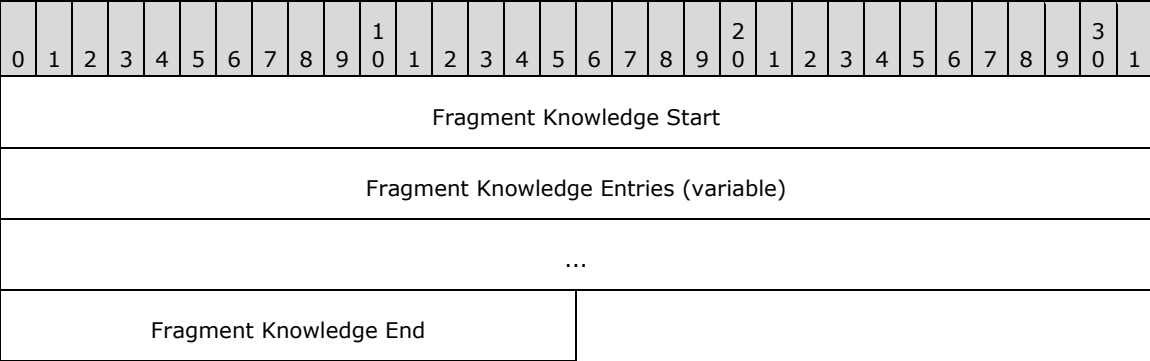 1 2 3
0 1 2 3 4 5 6 7 8 9 0 1 2 3 4 5 6 7 8 9 0 1 2 3 4 5 6 7 8 9 0 1
Fragment Knowledge Start
Fragment Knowledge Entries (variable)
...
Fragment Knowledge End